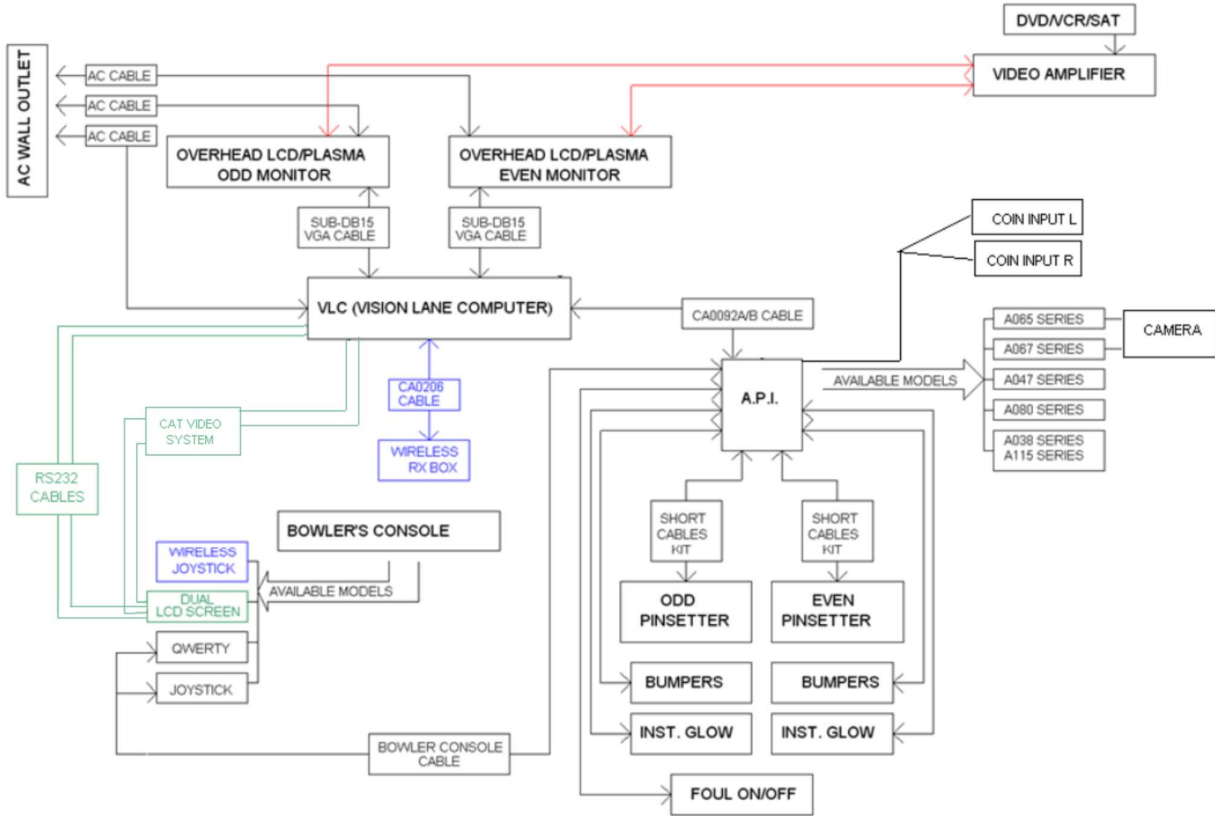 DVD/VCR/SAT
VIDEO AMPLIFIER
AC WALL OUTLET
AC CABLE
AC CABLE
AC CABLE
OVERHEAD LCD/PLASMA
ODD MONITOR
OVERHEAD LCD/PLASMA
EVEN MONITOR
SUB-DB15
VGA CABLE
SUB-DB15
VGA CABLE
COIN INPUT L
COIN INPUT R
VLC (VISION LANE COMPUTER)
CA0092A/B CABLE
A065 SERIES
A067 SERIES
A047 SERIES
A080 SERIES
A038 SERIES
A115 SERIES
CAMERA
AVAILABLE MODELS
A.P.I.
CA0206
CABLE
WIRELESS
RX BOX
CAT VIDEO
SYSTEM
RS232
CABLES
BOWLER'S CONSOLE
WIRELESS
JOYSTICK
AVAILABLE MODELS
DUAL
LCD SCREEN
QWERTY
JOYSTICK
SHORT
CABLES
KIT
SHORT
CABLES
KIT
ODD
PINSETTER
EVEN
PINSETTER
BUMPERS
BUMPERS
INST. GLOW
INST. GLOW
BOWLER CONSOLE
CABLE
FOUL ON/OFF